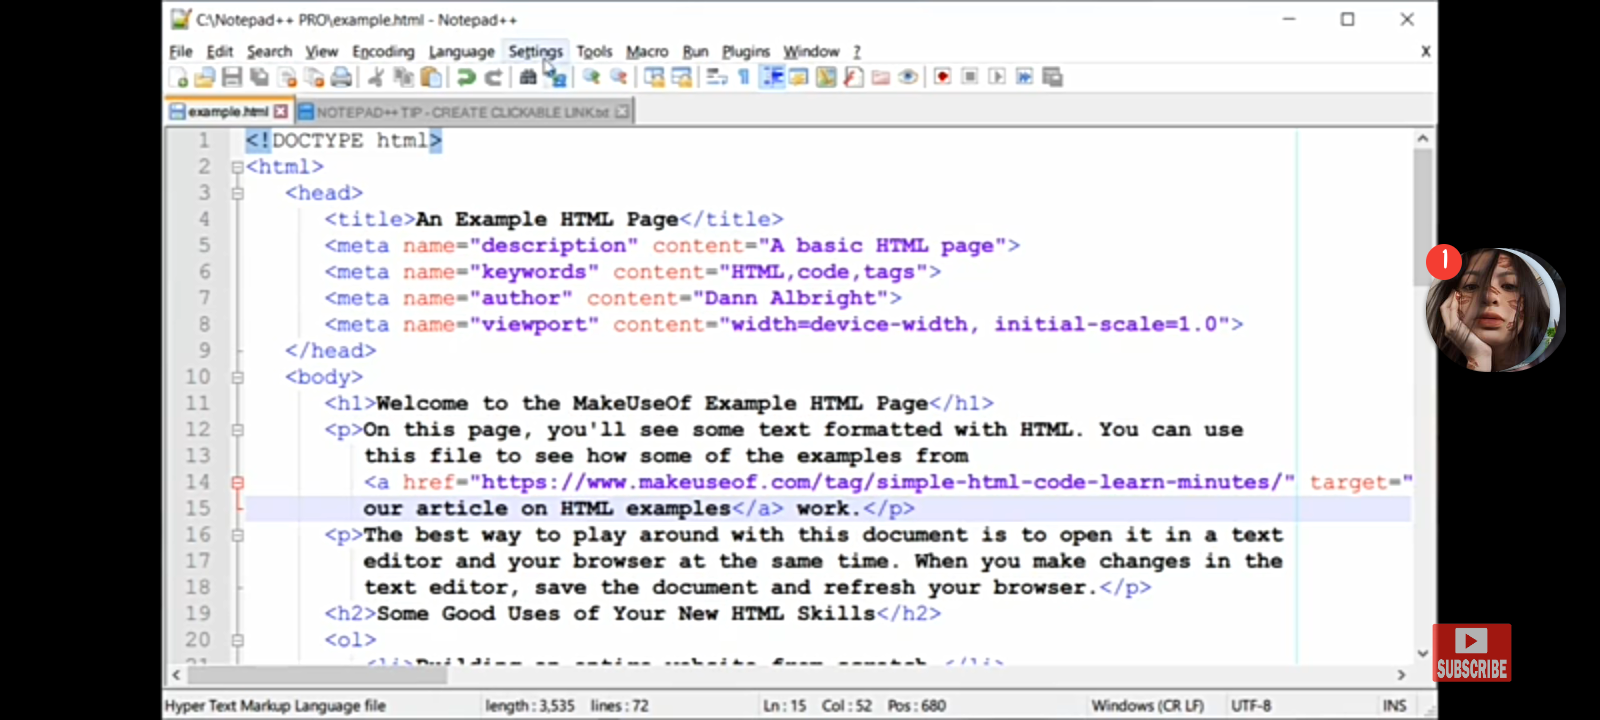 C:\Notepad++ PRO\example.html - Notepad++
File Edit Search View Encoding Language Settings Tools Macro Run Plugins Window ? X
example.html NOTEPAD++ TIP - CREATE CLICKABLE LINK.txt
1 <!DOCTYPE html>
2 <html>
3 <head>
4 <title>An Example HTML Page</title>
5 <meta name="description" content="A basic HTML page">
6 <meta name="keywords" content="HTML,code,tags">
7 <meta name="author" content="Dann Albright">
8 <meta name="viewport" content="width=device-width, initial-scale=1.0">
9 </head>
10 <body>
11 <h1>Welcome to the MakeUseOf Example HTML Page</h1>
12 <p>On this page, you'll see some text formatted with HTML. You can use
13 this file to see how some of the examples from
14 <a href="https://www.makeuseof.com/tag/simple-html-code-learn-minutes/" target="
15 our article on HTML examples</a> work.</p>
16 <p>The best way to play around with this document is to open it in a text
17 editor and your browser at the same time. When you make changes in the
18 text editor, save the document and refresh your browser.</p>
19 <h2>Some Good Uses of Your New HTML Skills</h2>
20 <ol>
21 <li>Building an entire website from scratch.</li>
Hyper Text Markup Language file length : 3,535 lines : 72 Ln : 15 Col : 52 Pos : 680 Windows (CR LF) UTF-8 INS
1
SUBSCRIBE